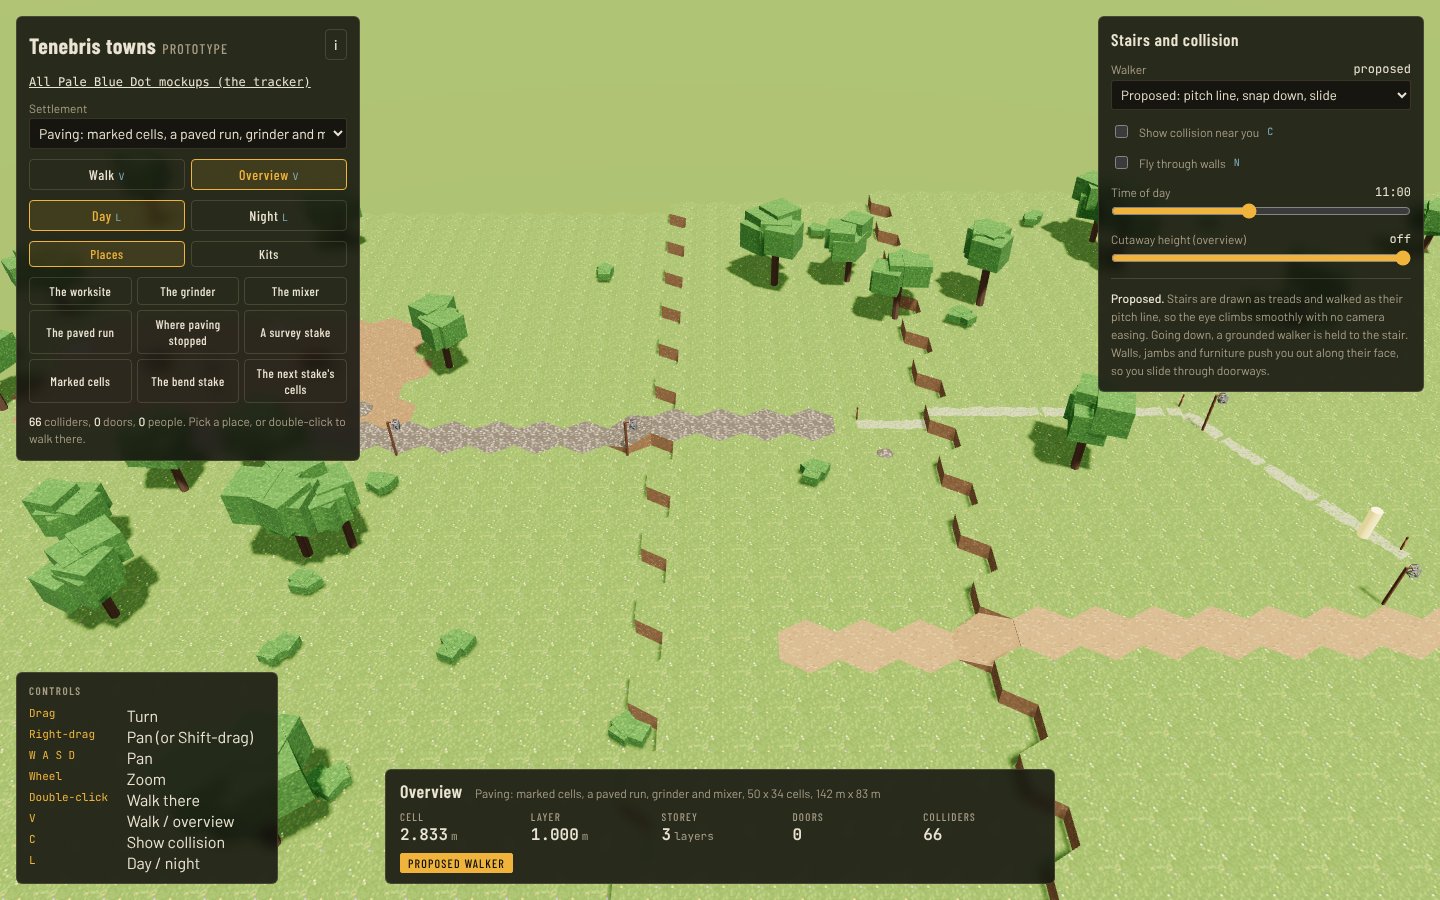 Tenebris towns PROTOTYPE
i
All Pale Blue Dot mockups (the tracker)
Settlement
Paving: marked cells, a paved run, grinder and m
Walk V
Overview V
Day L
Night L
Places
Kits
The worksite
The grinder
The mixer
The paved run
Where paving
stopped
A survey stake
Marked cells
The bend stake
The next stake's
cells
66 colliders, 0 doors, 0 people. Pick a place, or double-click to
walk there.
Stairs and collision
Walker proposed
Proposed: pitch line, snap down, slide
Show collision near you C
Fly through walls N
Time of day 11:00
Cutaway height (overview) off
Proposed. Stairs are drawn as treads and walked as their
pitch line, so the eye climbs smoothly with no camera
easing. Going down, a grounded walker is held to the stair.
Walls, jambs and furniture push you out along their face,
so you slide through doorways.
CONTROLS
Drag Turn
Right-drag Pan (or Shift-drag)
W A S D Pan
Wheel Zoom
Double-click Walk there
V Walk / overview
C Show collision
L Day / night
Overview Paving: marked cells, a paved run, grinder and mixer, 50 x 34 cells, 142 m x 83 m
CELL LAYER STOREY DOORS COLLIDERS
2.833 m 1.000 m 3 layers 0 66
PROPOSED WALKER